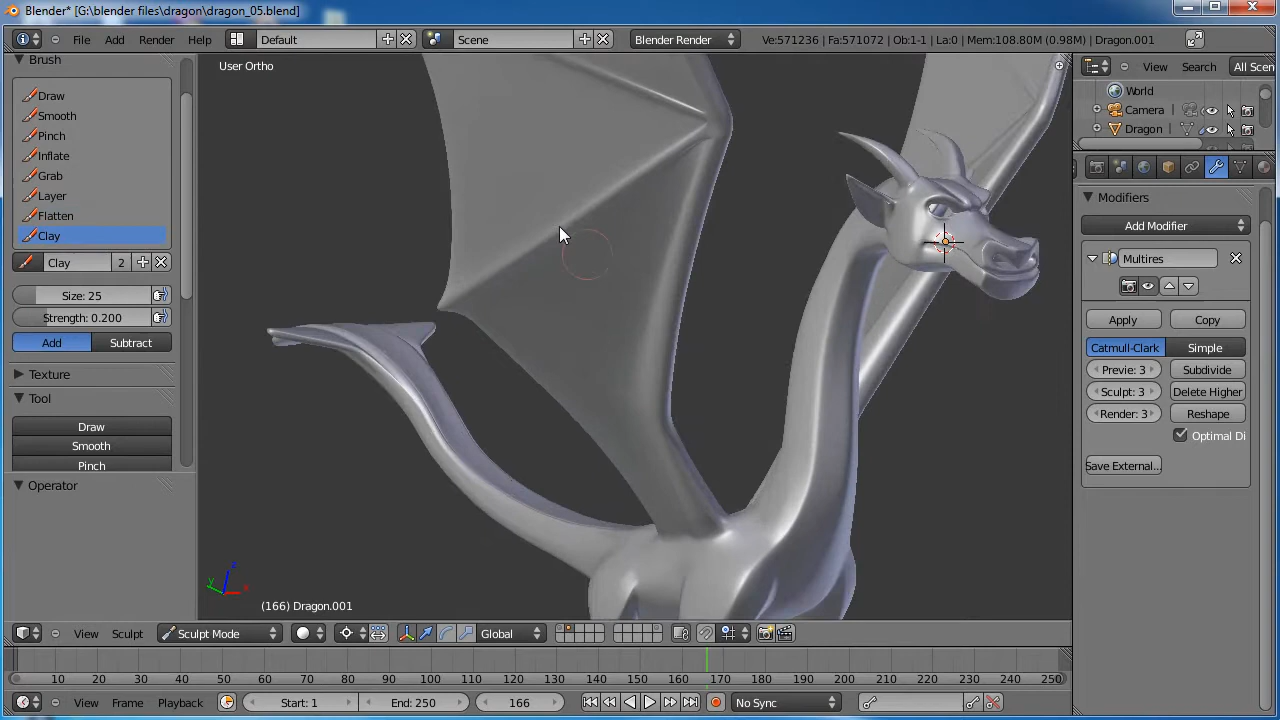 Blender* [G:\blender files\dragon\dragon_05.blend]
File Add Render Help Default Scene Blender Render Ve:571236 | Fa:571072 | Ob:1-1 | La:0 | Mem:108.80M (0.98M) | Dragon.001
Brush
Draw
Smooth
Pinch
Inflate
Grab
Layer
Flatten
Clay
Clay 2
Size: 25
Strength: 0.200
Add Subtract
Texture
Tool
Draw
Smooth
Pinch
Operator
User Ortho
z
y
x
(166) Dragon.001
View Search All Scen
World
Camera
Dragon
Modifiers
Add Modifier
Multires
Apply Copy
Catmull-Clark Simple
Previe: 3 Subdivide
Sculpt: 3 Delete Higher
Render: 3 Reshape
Optimal Di
Save External...
View Sculpt Sculpt Mode Global
10 20 30 40 50 60 70 80 90 100 110 120 130 140 150 160 170 180 190 200 210 220 230 240 250
View Frame Playback Start: 1 End: 250 166 No Sync